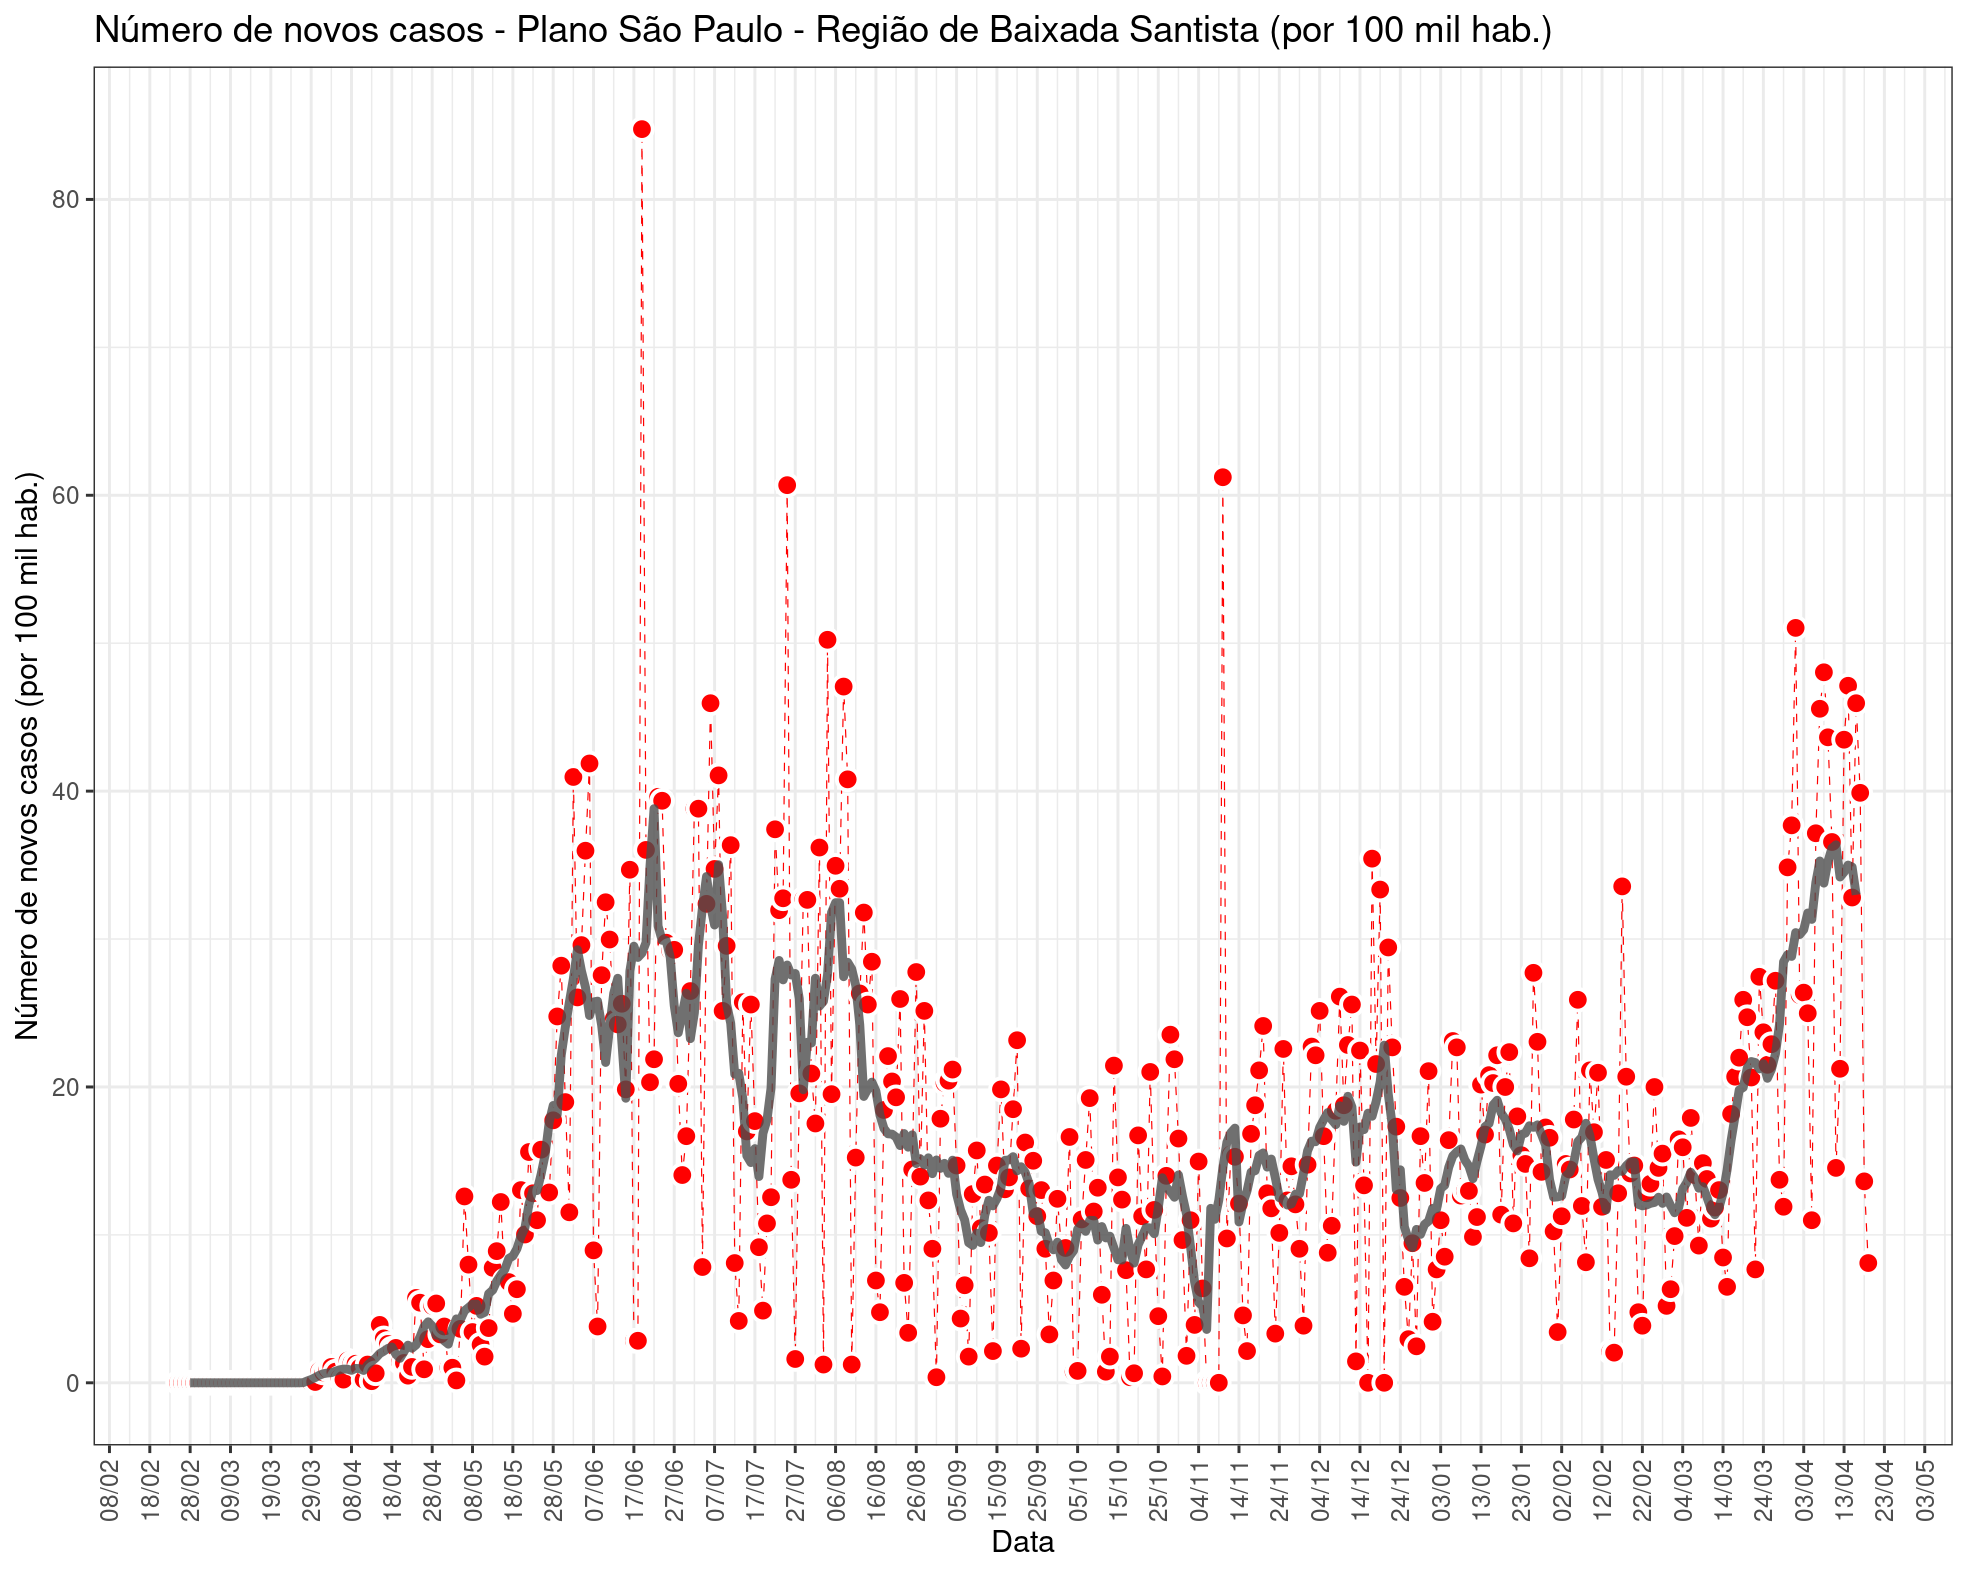 Número de novos casos - Plano São Paulo - Região de Baixada Santista (por 100 mil hab.)
Número de novos casos (por 100 mil hab.)
80
60
40
20
0
08/02 18/02 28/02 09/03 19/03 29/03 08/04 18/04 28/04 08/05 18/05 28/05 07/06 17/06 27/06 07/07 17/07 27/07 06/08 16/08 26/08 05/09 15/09 25/09 05/10 15/10 25/10 04/11 14/11 24/11 04/12 14/12 24/12 03/01 13/01 23/01 02/02 12/02 22/02 04/03 14/03 24/03 03/04 13/04 23/04 03/05
Data